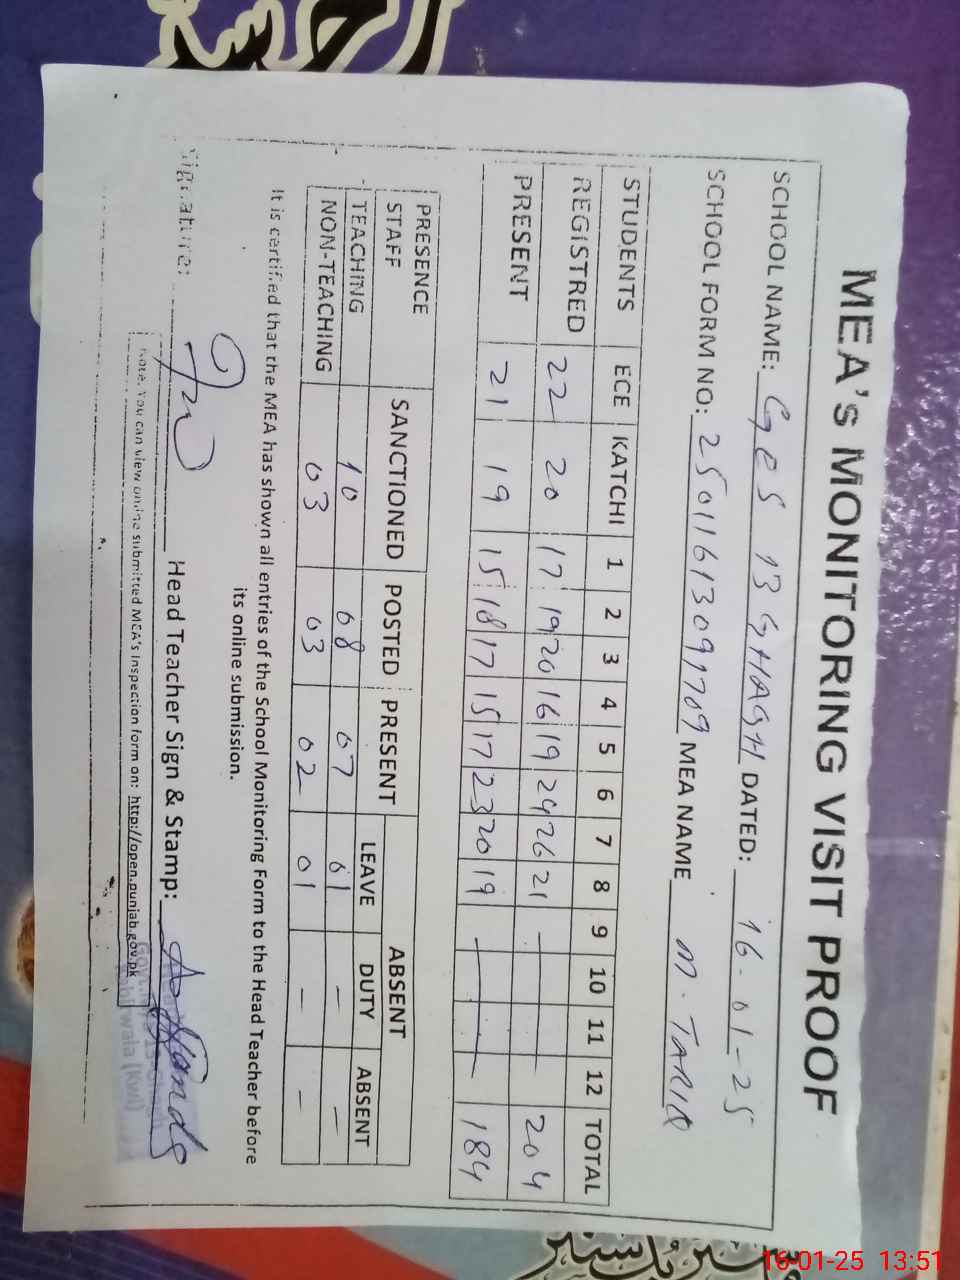 MEA's MONITORING VISIT PROOF
SCHOOL NAME: GES 13 GHAGH DATED: 16-01-25
SCHOOL FORM NO: 25011613091709 MEA NAME M. TARIQ
STUDENTS ECE KATCHI 1 2 3 4 5 6 7 8 9 10 11 12 TOTAL
REGISTRED 22 20 17 19 20 16 19 24 26 21 — 204
PRESENT 21 19 15 18 17 15 17 23 20 19 — 184
PRESENCE STAFF SANCTIONED POSTED PRESENT ABSENT
LEAVE DUTY ABSENT
TEACHING 10 08 07 01 — —
NON-TEACHING 03 03 02 01 — —
It is certified that the MEA has shown all entries of the School Monitoring Form to the Head Teacher before
its online submission.
Signature: Head Teacher Sign & Stamp:
Note: You can view online submitted MEA's inspection form on: http://open.punjab.gov.pk
16-01-25 13:51